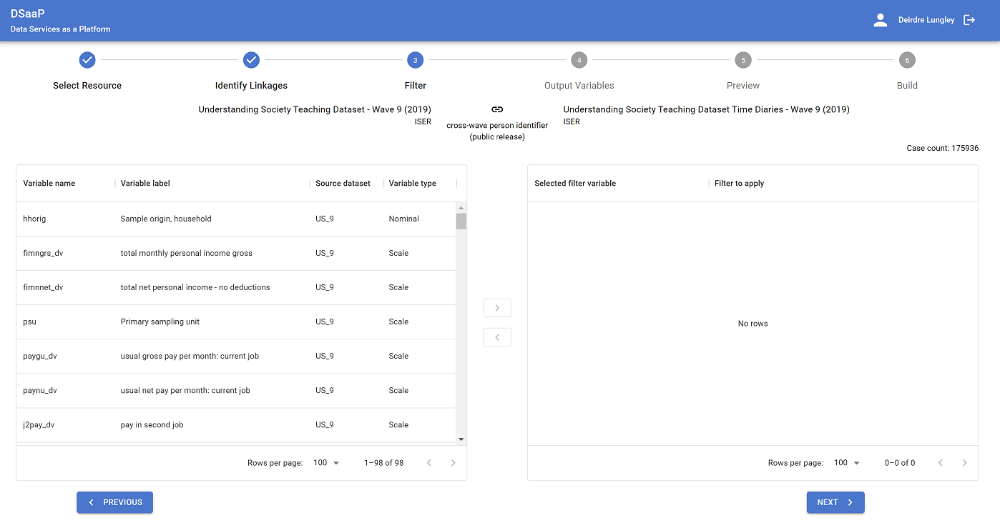 DSaaP
Data Services as a Platform
Deirdre Lungley
3
4
5
6
Select Resource
Identify Linkages
Filter
Output Variables
Preview
Build
Understanding Society Teaching Dataset - Wave 9 (2019)
ISER
cross-wave person identifier
(public release)
Understanding Society Teaching Dataset Time Diaries - Wave 9 (2019)
ISER
Case count: 175936
Variable name Variable label Source dataset Variable type
hhorig Sample origin, household US_9 Nominal
fimngrs_dv total monthly personal income gross US_9 Scale
fimnnet_dv total net personal income - no deductions US_9 Scale
psu Primary sampling unit US_9 Scale
paygu_dv usual gross pay per month: current job US_9 Scale
paynu_dv usual net pay per month: current job US_9 Scale
j2pay_dv pay in second job US_9 Scale
Rows per page: 100 1–98 of 98
Selected filter variable Filter to apply
No rows
Rows per page: 100 0–0 of 0
PREVIOUS
NEXT